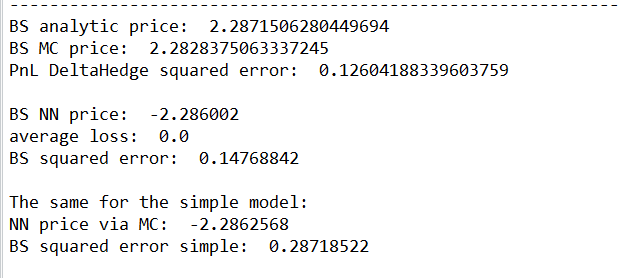 ----------------------------------------------------------------
BS analytic price:  2.2871506280449694
BS MC price:  2.2828375063337245
PnL DeltaHedge squared error:  0.12604188339603759

BS NN price:  -2.286002
average loss:  0.0
BS squared error:  0.14768842

The same for the simple model:
NN price via MC:  -2.2862568
BS squared error simple:  0.28718522